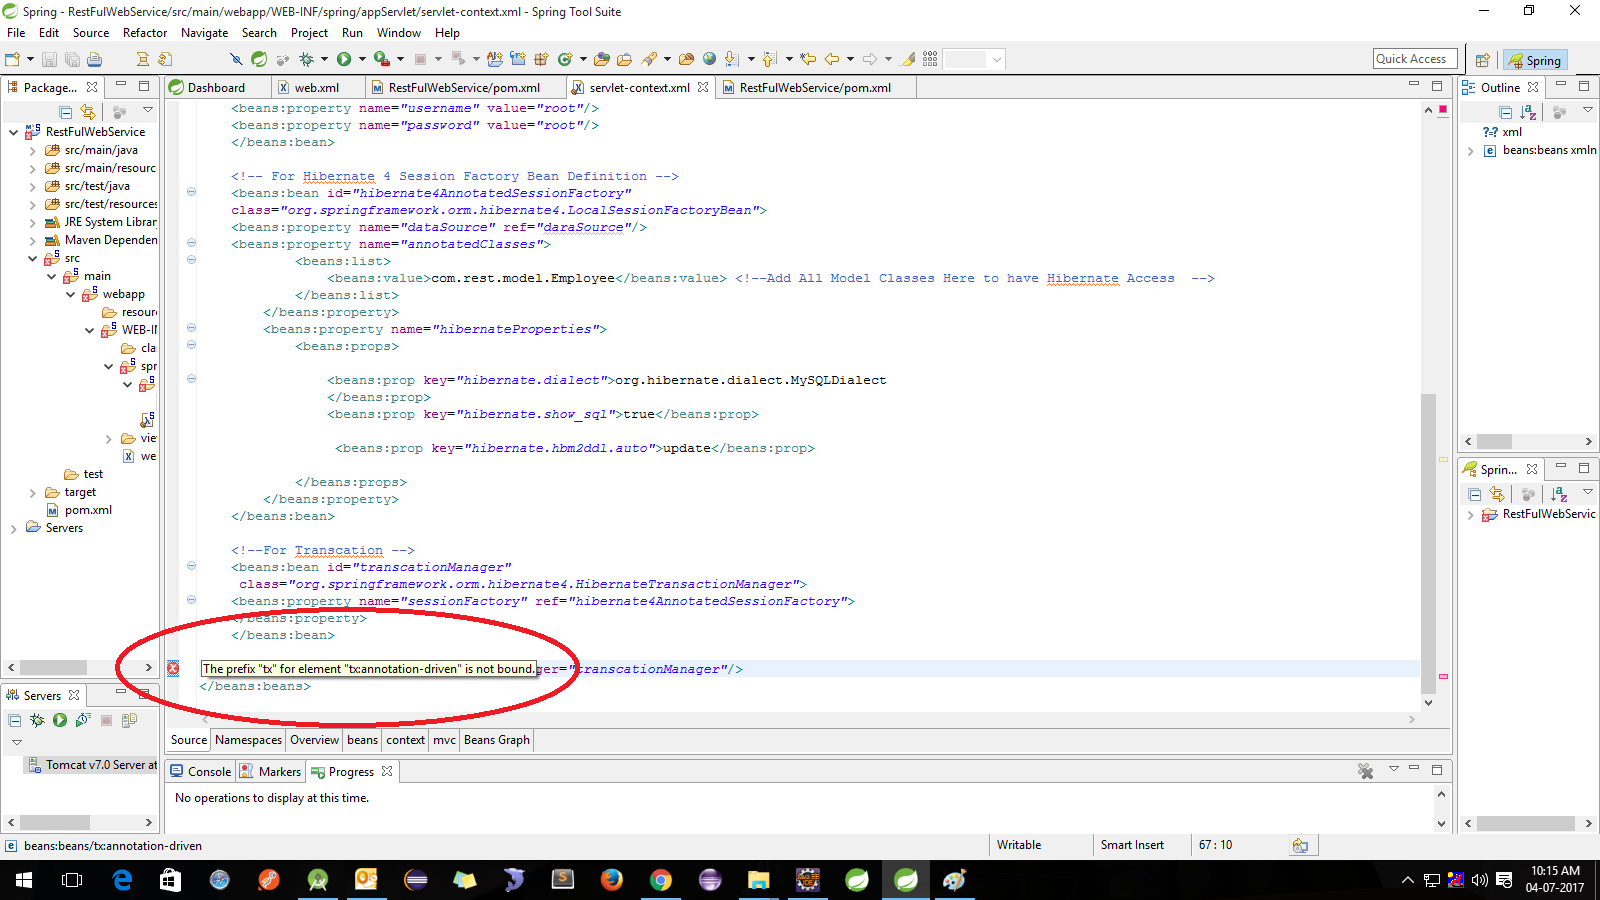 Spring - RestFulWebService/src/main/webapp/WEB-INF/spring/appServlet/servlet-context.xml - Spring Tool Suite
File Edit Source Refactor Navigate Search Project Run Window Help
Quick Access
Spring
Package...
Dashboard
web.xml
RestFulWebService/pom.xml
servlet-context.xml
RestFulWebService/pom.xml
Outline
RestFulWebService
src/main/java
src/main/resourc
src/test/java
src/test/resources
JRE System Librar
Maven Dependen
src
main
webapp
resour
WEB-IN
cla
spr
vie
we
test
target
pom.xml
Servers
<beans:property name="username" value="root"/>
<beans:property name="password" value="root"/>
</beans:bean>
<!-- For Hibernate 4 Session Factory Bean Definition -->
<beans:bean id="hibernate4AnnotatedSessionFactory"
class="org.springframework.orm.hibernate4.LocalSessionFactoryBean">
<beans:property name="dataSource" ref="daraSource"/>
<beans:property name="annotatedClasses">
<beans:list>
<beans:value>com.rest.model.Employee</beans:value> <!--Add All Model Classes Here to have Hibernate Access -->
</beans:list>
</beans:property>
<beans:property name="hibernateProperties">
<beans:props>
<beans:prop key="hibernate.dialect">org.hibernate.dialect.MySQLDialect
</beans:prop>
<beans:prop key="hibernate.show_sql">true</beans:prop>
<beans:prop key="hibernate.hbm2ddl.auto">update</beans:prop>
</beans:props>
</beans:property>
</beans:bean>
<!--For Transcation -->
<beans:bean id="transcationManager"
class="org.springframework.orm.hibernate4.HibernateTransactionManager">
<beans:property name="sessionFactory" ref="hibernate4AnnotatedSessionFactory">
</beans:property>
</beans:bean>
The prefix "tx" for element "tx:annotation-driven" is not bound. ger="transcationManager"/>
</beans:beans>
Source Namespaces Overview beans context mvc Beans Graph
xml
beans:beans xmln
Sprin...
RestFulWebServic
Servers
Tomcat v7.0 Server at
Console Markers Progress
No operations to display at this time.
beans:beans/tx:annotation-driven
Writable
Smart Insert
67 : 10
10:15 AM
04-07-2017